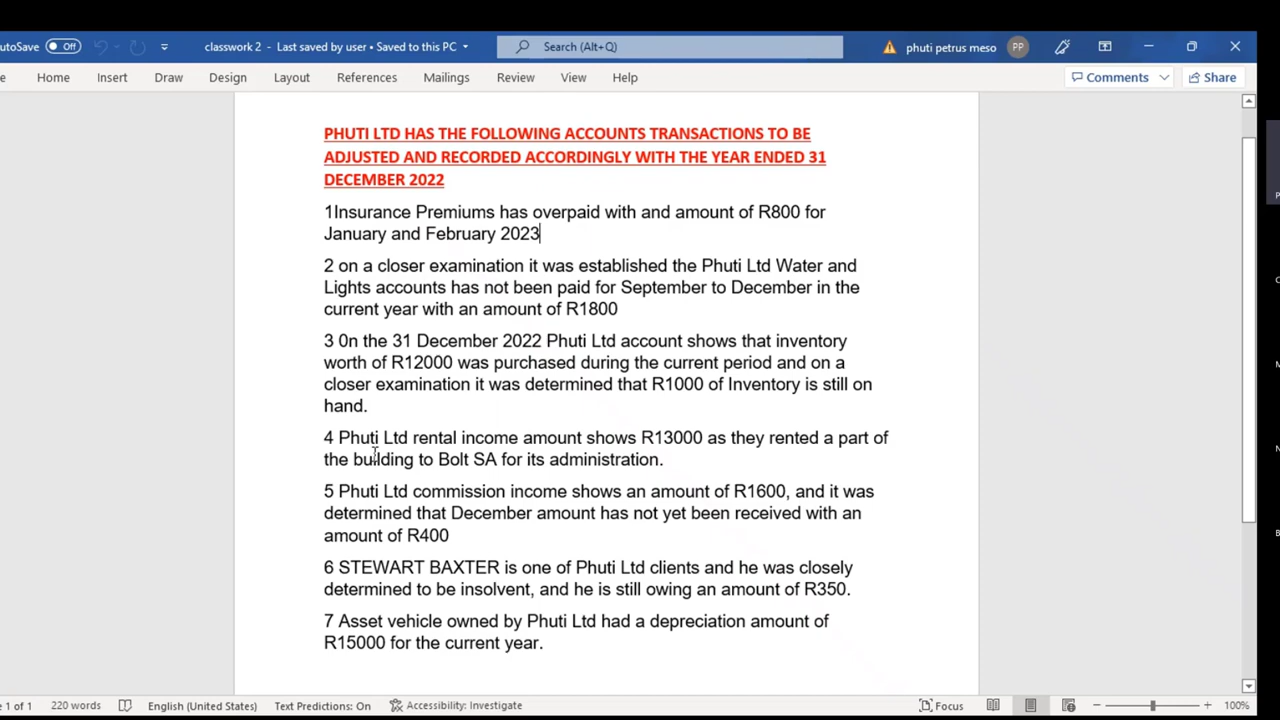 utoSave Off classwork 2 - Last saved by user • Saved to this PC Search (Alt+Q) phuti petrus meso PP
e Home Insert Draw Design Layout References Mailings Review View Help Comments Share
PHUTI LTD HAS THE FOLLOWING ACCOUNTS TRANSACTIONS TO BE
ADJUSTED AND RECORDED ACCORDINGLY WITH THE YEAR ENDED 31
DECEMBER 2022
1Insurance Premiums has overpaid with and amount of R800 for
January and February 2023
2 on a closer examination it was established the Phuti Ltd Water and
Lights accounts has not been paid for September to December in the
current year with an amount of R1800
3 0n the 31 December 2022 Phuti Ltd account shows that inventory
worth of R12000 was purchased during the current period and on a
closer examination it was determined that R1000 of Inventory is still on
hand.
4 Phuti Ltd rental income amount shows R13000 as they rented a part of
the building to Bolt SA for its administration.
5 Phuti Ltd commission income shows an amount of R1600, and it was
determined that December amount has not yet been received with an
amount of R400
6 STEWART BAXTER is one of Phuti Ltd clients and he was closely
determined to be insolvent, and he is still owing an amount of R350.
7 Asset vehicle owned by Phuti Ltd had a depreciation amount of
R15000 for the current year.
e 1 of 1 220 words English (United States) Text Predictions: On Accessibility: Investigate Focus 100%